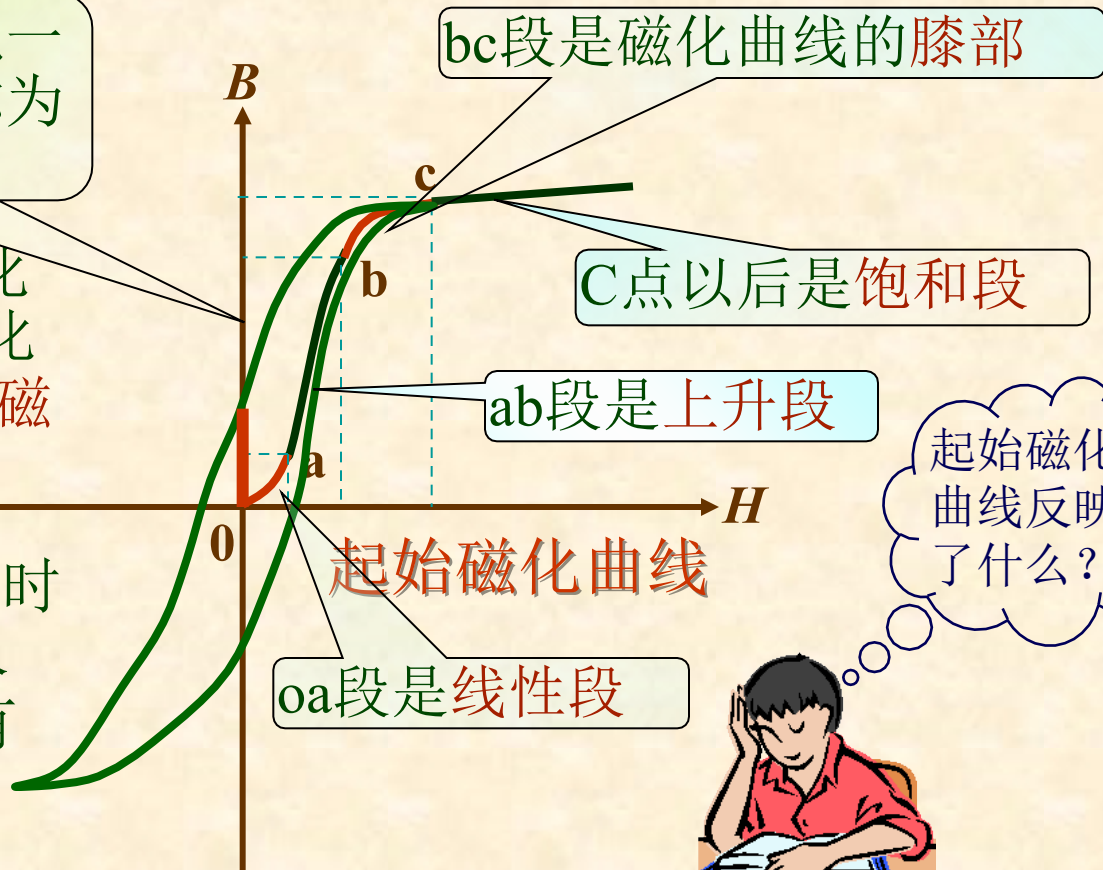 一
为
bc段是磁化曲线的膝部
B
c
b
C点以后是饱和段
化
化
磁
ab段是上升段
a
起始磁化
曲线反映
了什么？
H
0
起始磁化曲线
时
oa段是线性段